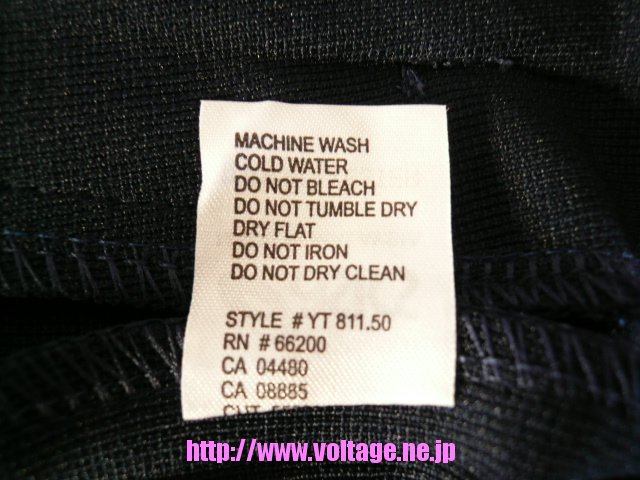 MACHINE WASH
COLD WATER
DO NOT BLEACH
DO NOT TUMBLE DRY
DRY FLAT
DO NOT IRON
DO NOT DRY CLEAN
STYLE # YT 811.50
RN # 66200
CA 04480
CA 08885
http://www.voltage.ne.jp